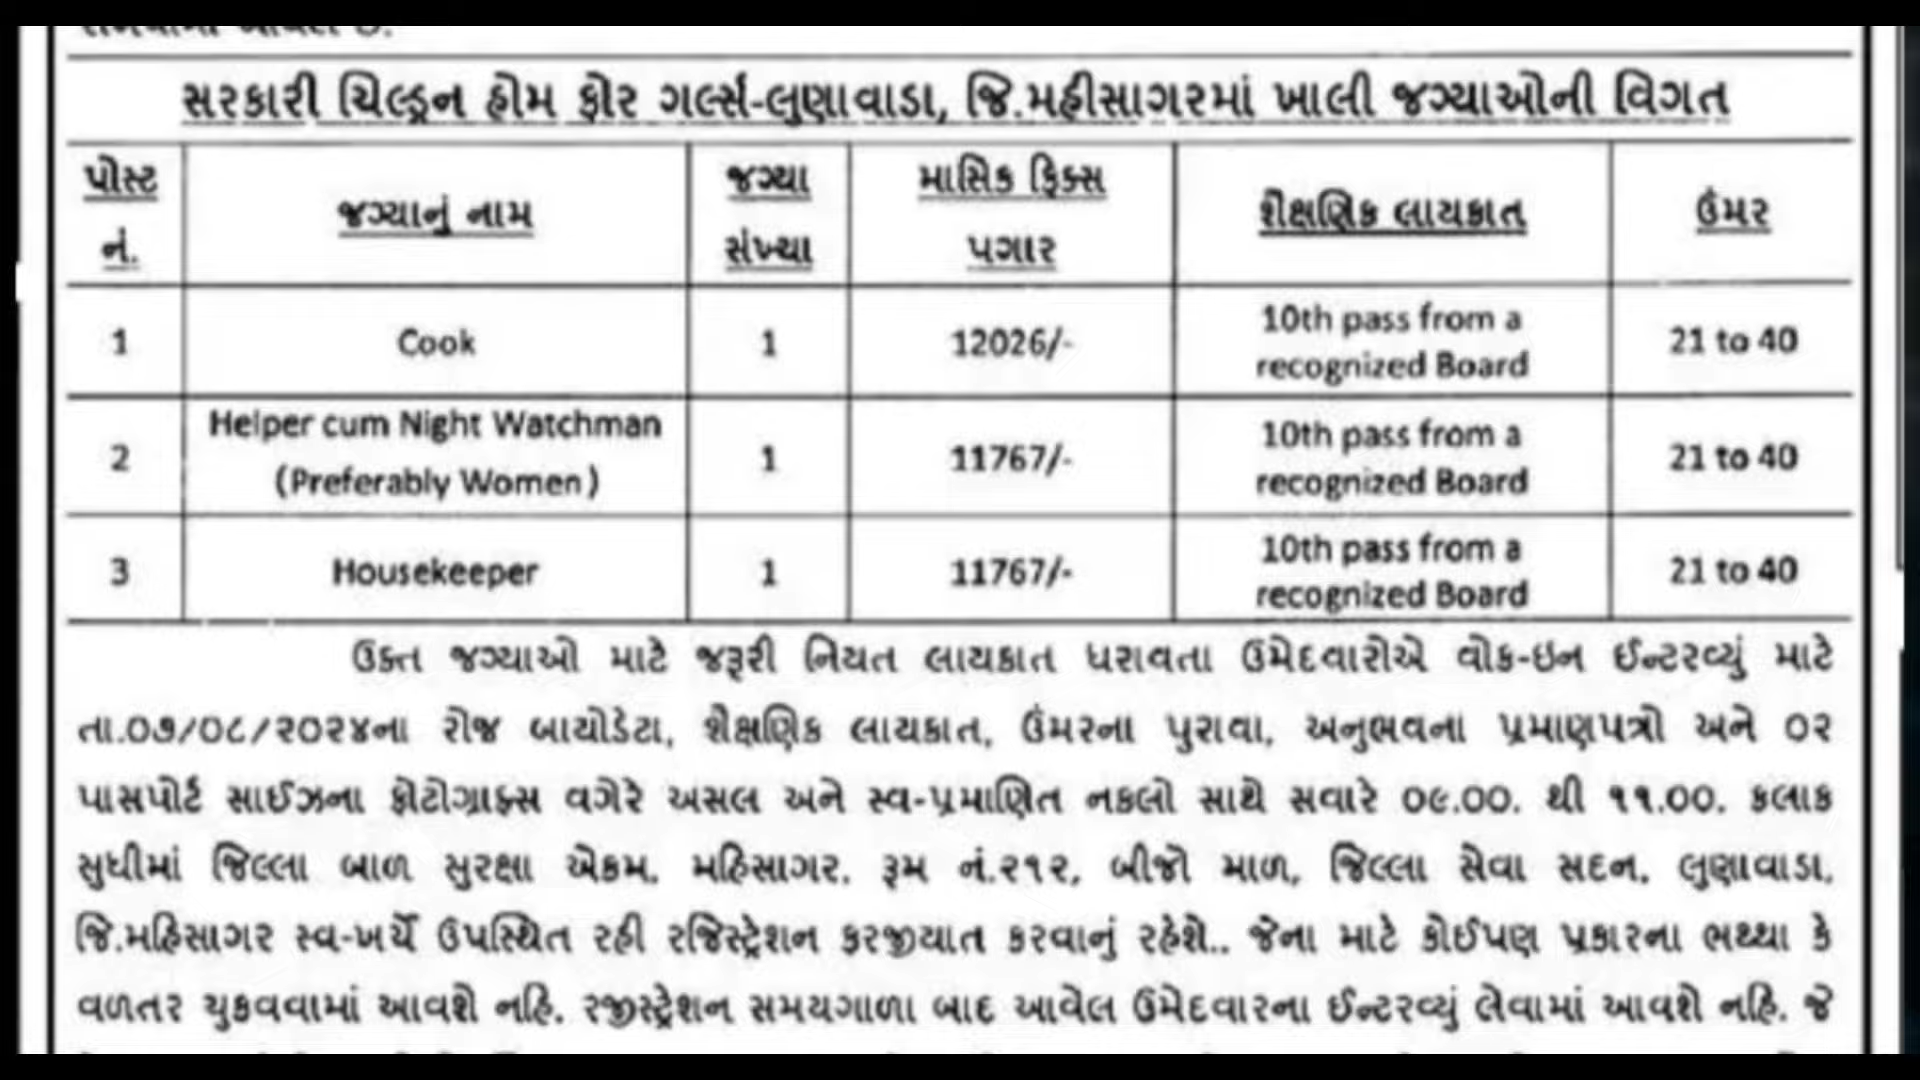 સરકારી ચિલ્ડ્રન હોમ ફોર ગર્લ્સ-લુણાવાડા, જિ.મહીસાગરમાં ખાલી જગ્યાઓની વિગત
પોસ્ટ નં. જગ્યાનું નામ જગ્યા સંખ્યા માસિક ફિક્સ પગાર શૈક્ષણિક લાયકાત ઉંમર
1 Cook 1 12026/- 10th pass from a recognized Board 21 to 40
2 Helper cum Night Watchman (Preferably Women) 1 11767/- 10th pass from a recognized Board 21 to 40
3 Housekeeper 1 11767/- 10th pass from a recognized Board 21 to 40
ઉક્ત જગ્યાઓ માટે જરૂરી નિયત લાયકાત ધરાવતા ઉમેદવારોએ વોક-ઇન ઈન્ટરવ્યું માટે
તા.૦૭/૦૮/૨૦૨૪ના રોજ બાયોડેટા, શૈક્ષણિક લાયકાત, ઉંમરના પુરાવા, અનુભવના પ્રમાણપત્રો અને ૦૨
પાસપોર્ટ સાઈઝના ફોટોગ્રાફ્સ વગેરે અસલ અને સ્વ-પ્રમાણિત નકલો સાથે સવારે ૦૯.૦૦. થી ૧૧.૦૦. કલાક
સુધીમાં જિલ્લા બાળ સુરક્ષા એકમ, મહિસાગર, રૂમ નં.૨૧૨, બીજો માળ, જિલ્લા સેવા સદન, લુણાવાડા,
જિ.મહિસાગર સ્વ-ખર્ચે ઉપસ્થિત રહી રજિસ્ટ્રેશન ફરજીયાત કરવાનું રહેશે.. જેના માટે કોઈપણ પ્રકારના ભથ્થા કે
વળતર ચુકવવામાં આવશે નહિ. રજીસ્ટ્રેશન સમયગાળા બાદ આવેલ ઉમેદવારના ઈન્ટરવ્યું લેવામાં આવશે નહિ. જે